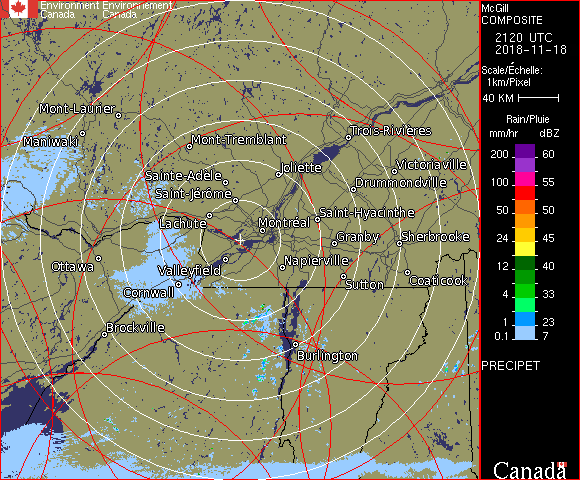 Environment Environnement
Canada Canada
McGill
COMPOSITE
2120 UTC
2018-11-18
Scale/Échelle:
1km/Pixel
40 KM
Rain/Pluie
mm/hr dBZ
200 60
100 55
50 50
24 45
12 40
4 33
1 23
0.1 7
PRECIPET
Canada
Mont-Laurier
Maniwaki
Mont-Tremblant
Trois-Rivières
Joliette
Victoriaville
Sainte-Adèle
Drummondville
Saint-Jérôme
Saint-Hyacinthe
Lachute
Montréal
Granby
Sherbrooke
Ottawa
Valleyfield
Napierville
Sutton
Coaticook
Cornwall
Brockville
Burlington